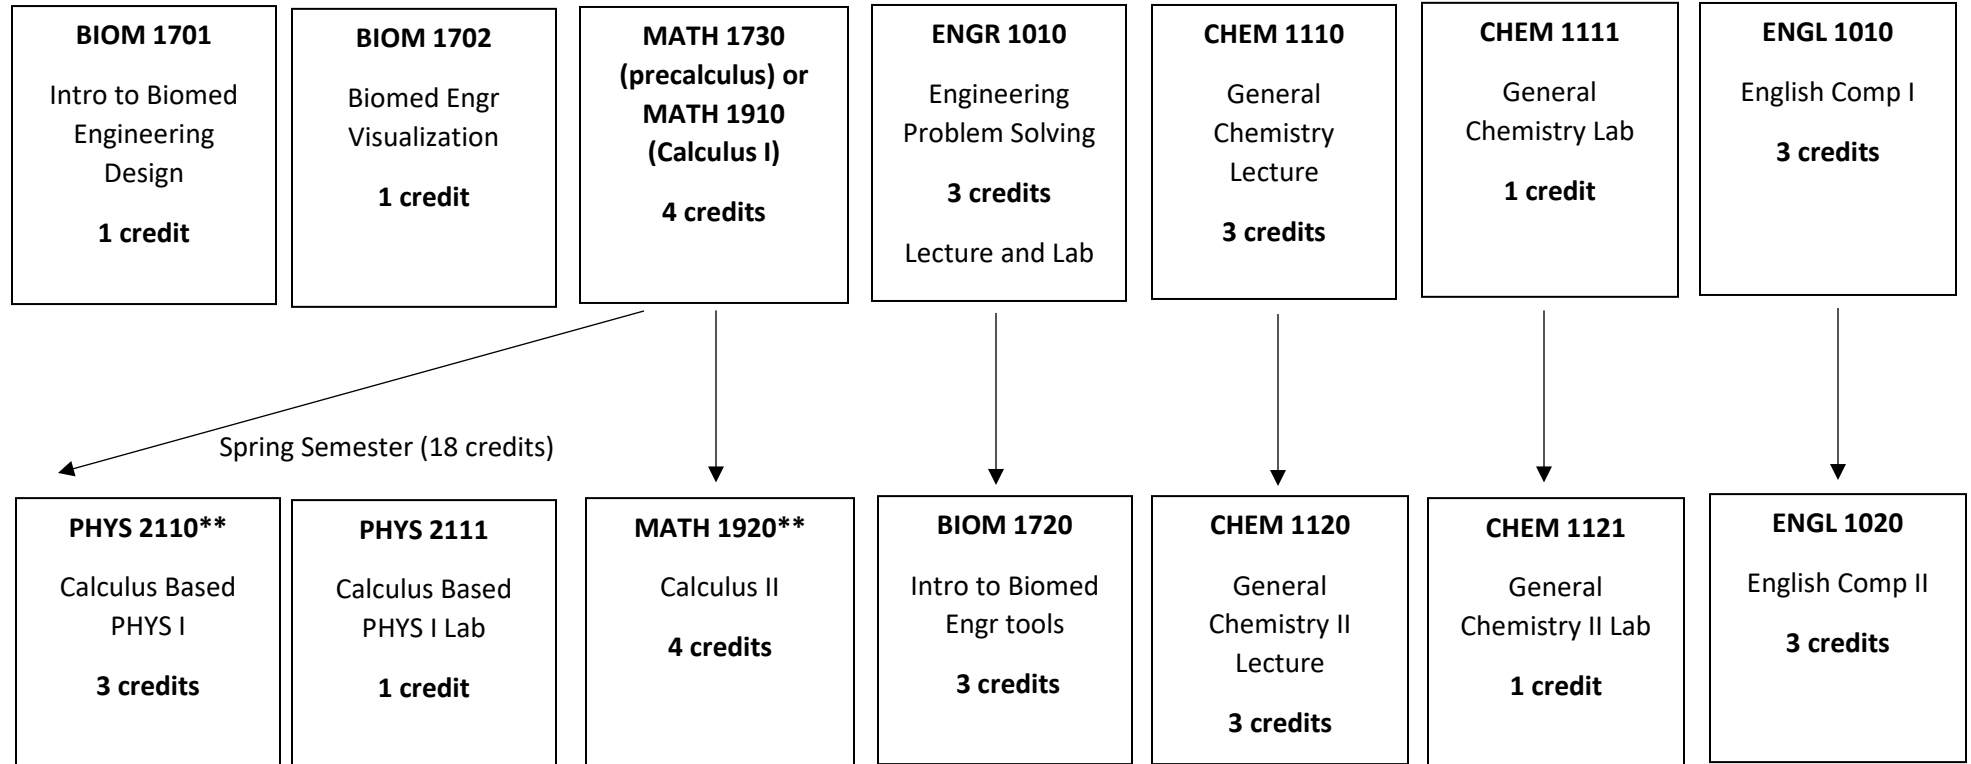 BIOM 1701
Intro to Biomed
Engineering
Design
1 credit
BIOM 1702
Biomed Engr
Visualization
1 credit
MATH 1730
(precalculus) or
MATH 1910
(Calculus I)
4 credits
ENGR 1010
Engineering
Problem Solving
3 credits
Lecture and Lab
CHEM 1110
General
Chemistry
Lecture
3 credits
CHEM 1111
General
Chemistry Lab
1 credit
ENGL 1010
English Comp I
3 credits
Spring Semester (18 credits)
PHYS 2110**
Calculus Based
PHYS I
3 credits
PHYS 2111
Calculus Based
PHYS I Lab
1 credit
MATH 1920**
Calculus II
4 credits
BIOM 1720
Intro to Biomed
Engr tools
3 credits
CHEM 1120
General
Chemistry II
Lecture
3 credits
CHEM 1121
General
Chemistry II Lab
1 credit
ENGL 1020
English Comp II
3 credits